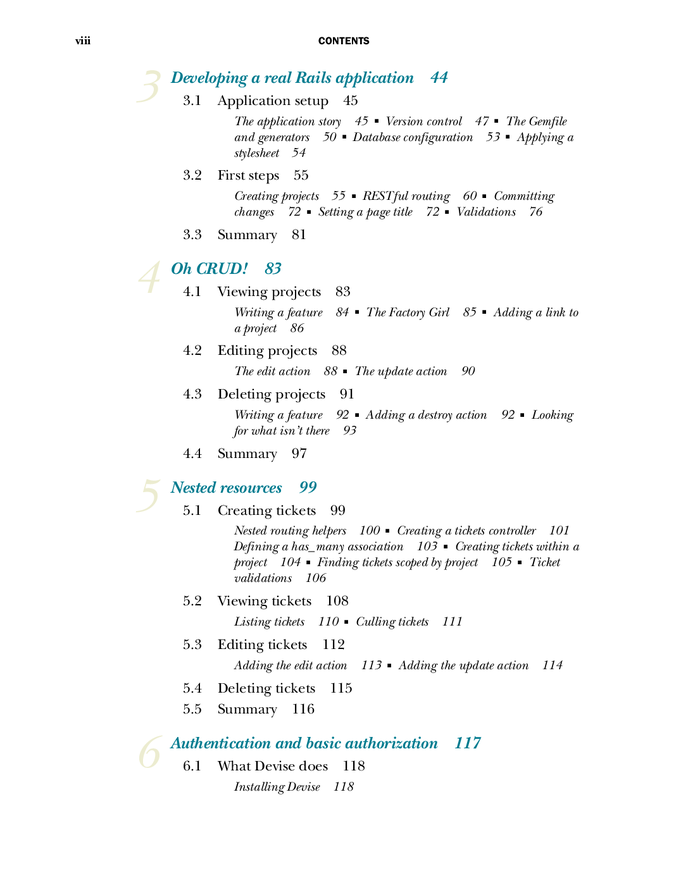 viii CONTENTS
3 Developing a real Rails application 44
3.1 Application setup 45
The application story 45 ■ Version control 47 ■ The Gemfile
and generators 50 ■ Database configuration 53 ■ Applying a
stylesheet 54
3.2 First steps 55
Creating projects 55 ■ RESTful routing 60 ■ Committing
changes 72 ■ Setting a page title 72 ■ Validations 76
3.3 Summary 81
4 Oh CRUD! 83
4.1 Viewing projects 83
Writing a feature 84 ■ The Factory Girl 85 ■ Adding a link to
a project 86
4.2 Editing projects 88
The edit action 88 ■ The update action 90
4.3 Deleting projects 91
Writing a feature 92 ■ Adding a destroy action 92 ■ Looking
for what isn't there 93
4.4 Summary 97
5 Nested resources 99
5.1 Creating tickets 99
Nested routing helpers 100 ■ Creating a tickets controller 101
Defining a has_many association 103 ■ Creating tickets within a
project 104 ■ Finding tickets scoped by project 105 ■ Ticket
validations 106
5.2 Viewing tickets 108
Listing tickets 110 ■ Culling tickets 111
5.3 Editing tickets 112
Adding the edit action 113 ■ Adding the update action 114
5.4 Deleting tickets 115
5.5 Summary 116
6 Authentication and basic authorization 117
6.1 What Devise does 118
Installing Devise 118